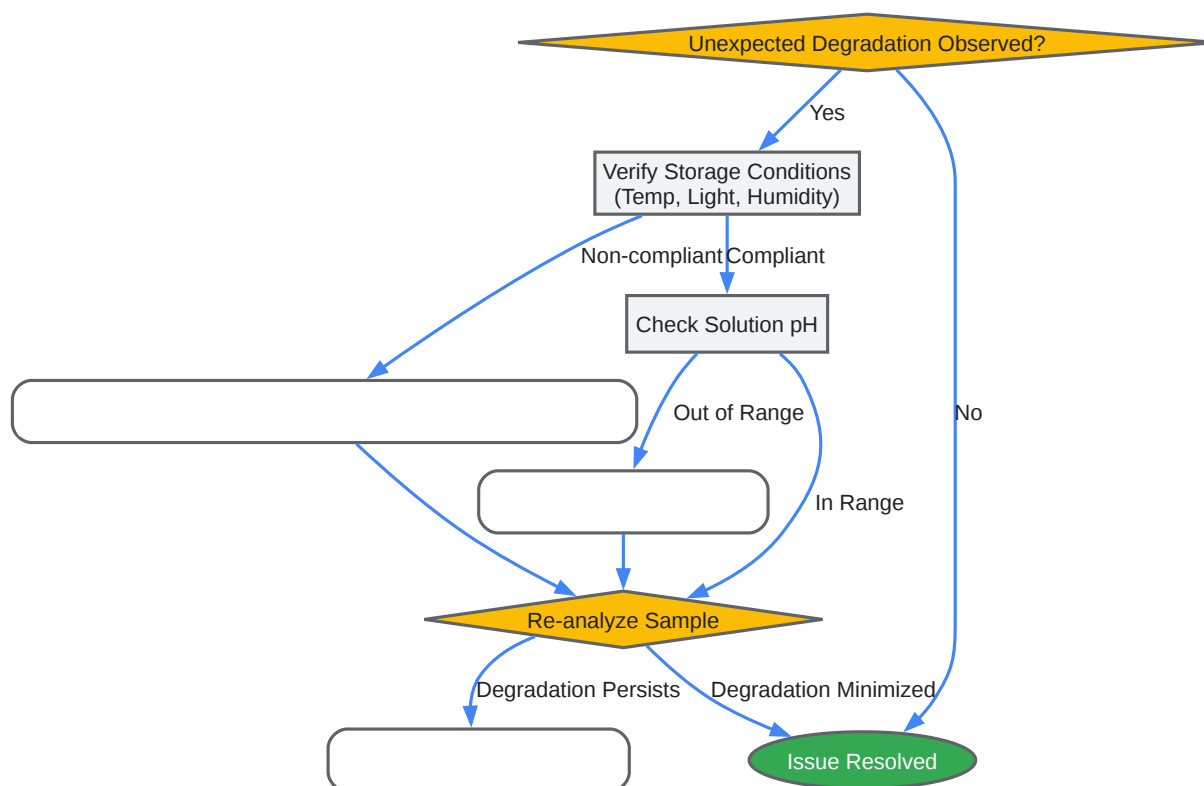 Unexpected Degradation Observed?
Yes
Verify Storage Conditions
(Temp, Light, Humidity)
Non-compliant
Compliant
Check Solution pH
Out of Range
No
In Range
Re-analyze Sample
Degradation Persists
Degradation Minimized
Issue Resolved